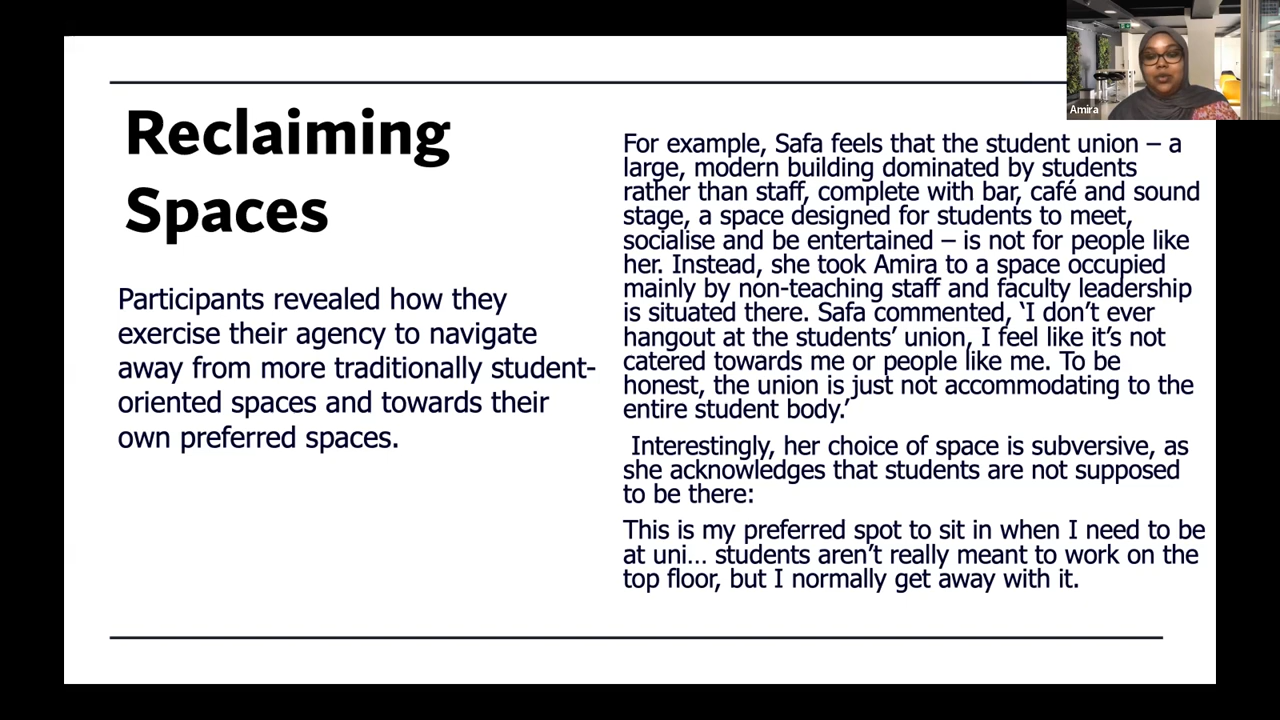 Amira
Reclaiming
Spaces
Participants revealed how they
exercise their agency to navigate
away from more traditionally student-
oriented spaces and towards their
own preferred spaces.
For example, Safa feels that the student union – a
large, modern building dominated by students
rather than staff, complete with bar, café and sound
stage, a space designed for students to meet,
socialise and be entertained – is not for people like
her. Instead, she took Amira to a space occupied
mainly by non-teaching staff and faculty leadership
is situated there. Safa commented, ‘I don’t ever
hangout at the students’ union, I feel like it’s not
catered towards me or people like me. To be
honest, the union is just not accommodating to the
entire student body.’
Interestingly, her choice of space is subversive, as
she acknowledges that students are not supposed
to be there:
This is my preferred spot to sit in when I need to be
at uni… students aren’t really meant to work on the
top floor, but I normally get away with it.